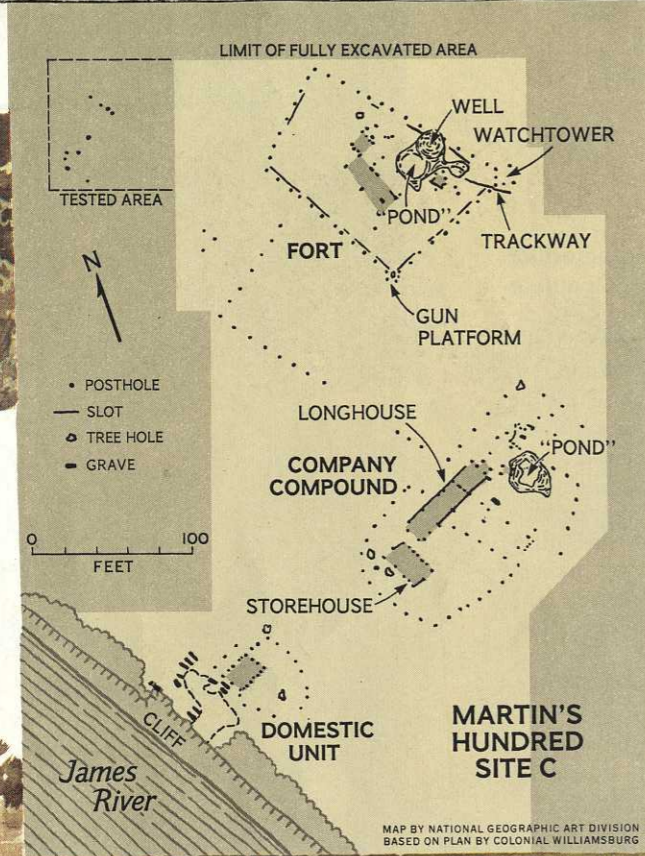 LIMIT OF FULLY EXCAVATED AREA
WELL
WATCHTOWER
TESTED AREA
"POND"
TRACKWAY
FORT
N
GUN
PLATFORM
POSTHOLE
SLOT
TREE HOLE
GRAVE
LONGHOUSE
"POND"
COMPANY
COMPOUND
0 100
FEET
STOREHOUSE
DOMESTIC
UNIT
CLIFF
MARTIN'S
HUNDRED
SITE C
James
River
MAP BY NATIONAL GEOGRAPHIC ART DIVISION
BASED ON PLAN BY COLONIAL WILLIAMSBURG